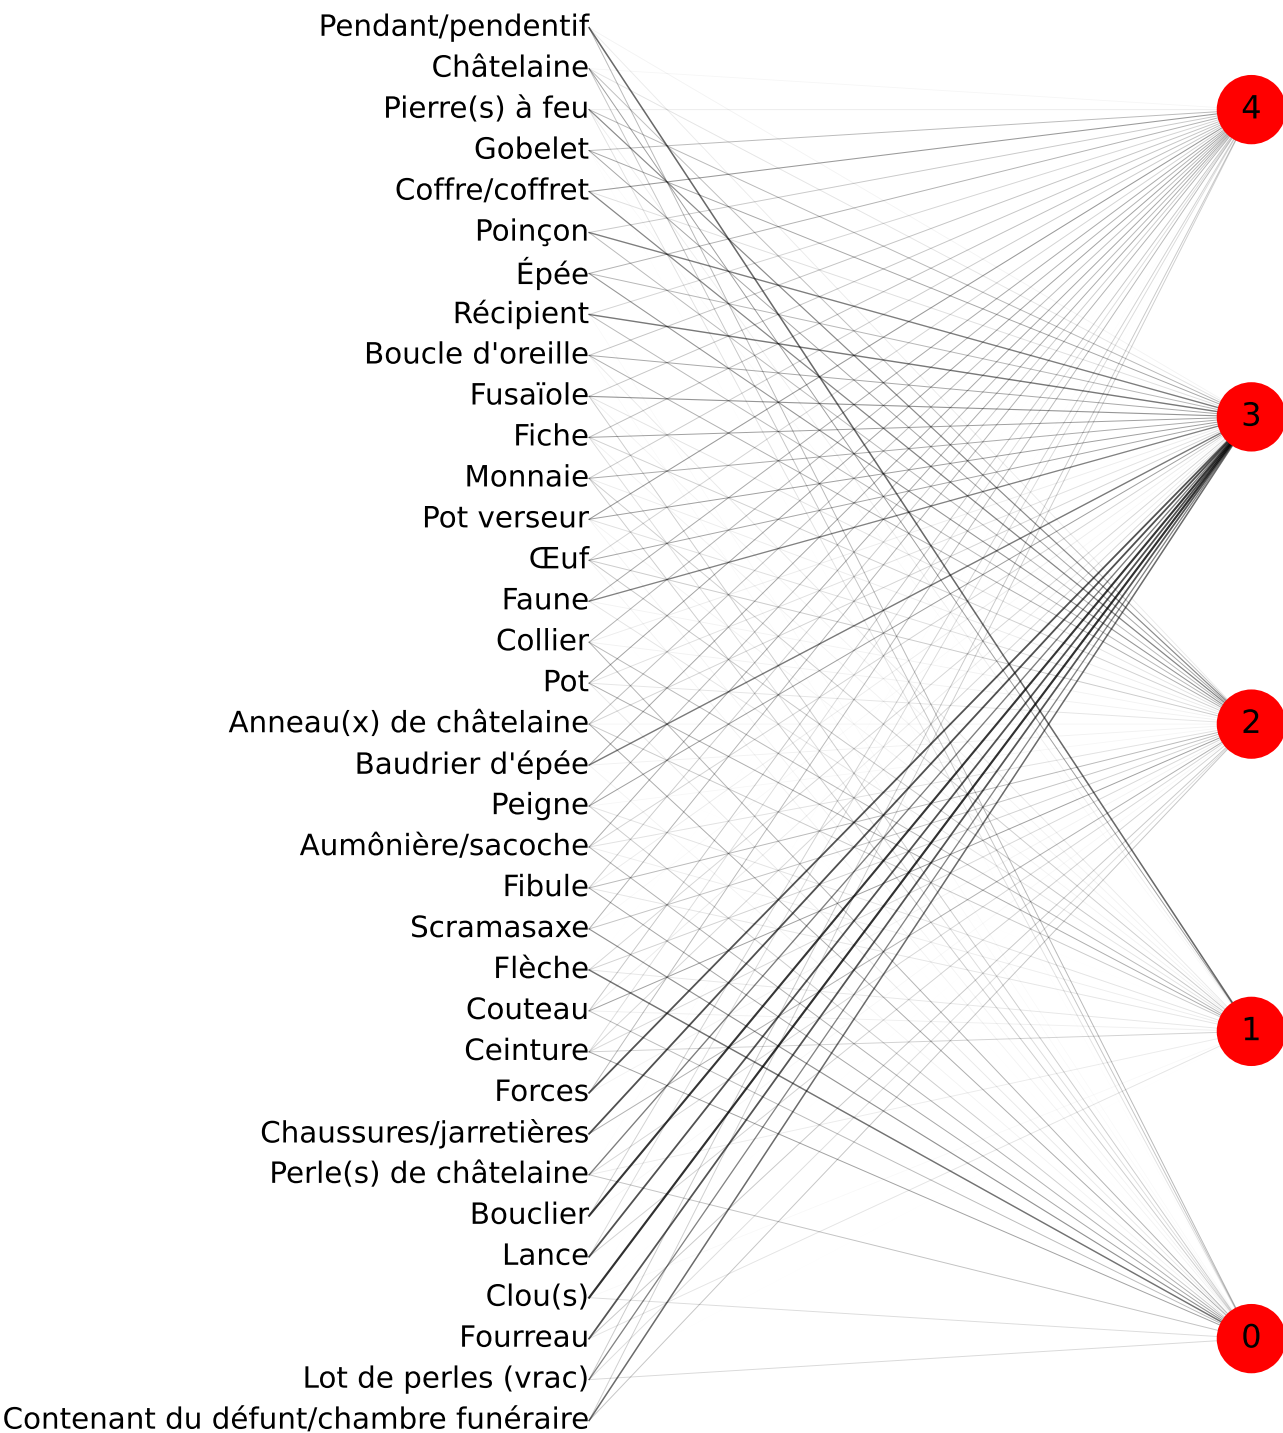 Pendant/pendentif
Châtelaine
Pierre(s) à feu
Gobelet
Coffre/coffret
Poinçon
Épée
Récipient
Boucle d'oreille
Fusaïole
Fiche
Monnaie
Pot verseur
Œuf
Faune
Collier
Pot
Anneau(x) de châtelaine
Baudrier d'épée
Peigne
Aumônière/sacoche
Fibule
Scramasaxe
Flèche
Couteau
Ceinture
Forces
Chaussures/jarretières
Perle(s) de châtelaine
Bouclier
Lance
Clou(s)
Fourreau
Lot de perles (vrac)
Contenant du défunt/chambre funéraire
4
3
2
1
0